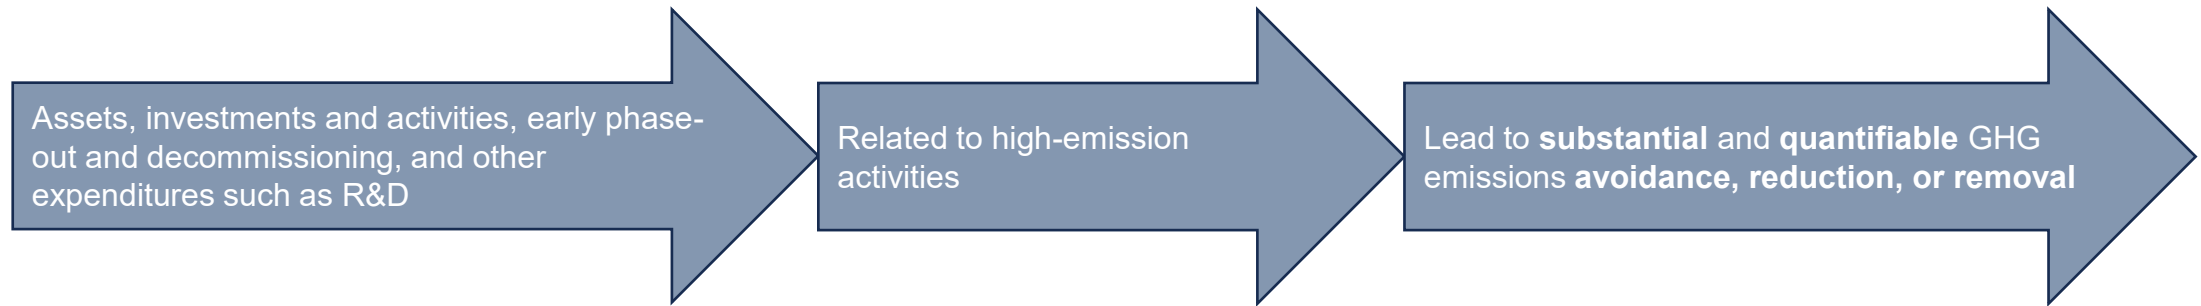 Assets, investments and activities, early phase-
out and decommissioning, and other
expenditures such as R&D
Related to high-emission
activities
Lead to substantial and quantifiable GHG
emissions avoidance, reduction, or removal